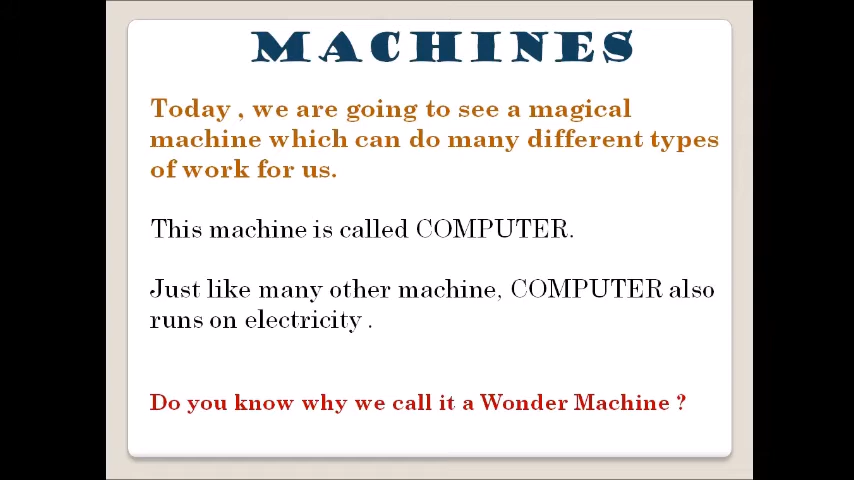 MACHINES
Today , we are going to see a magical
machine which can do many different types
of work for us.
This machine is called COMPUTER.
Just like many other machine, COMPUTER also
runs on electricity .
Do you know why we call it a Wonder Machine ?